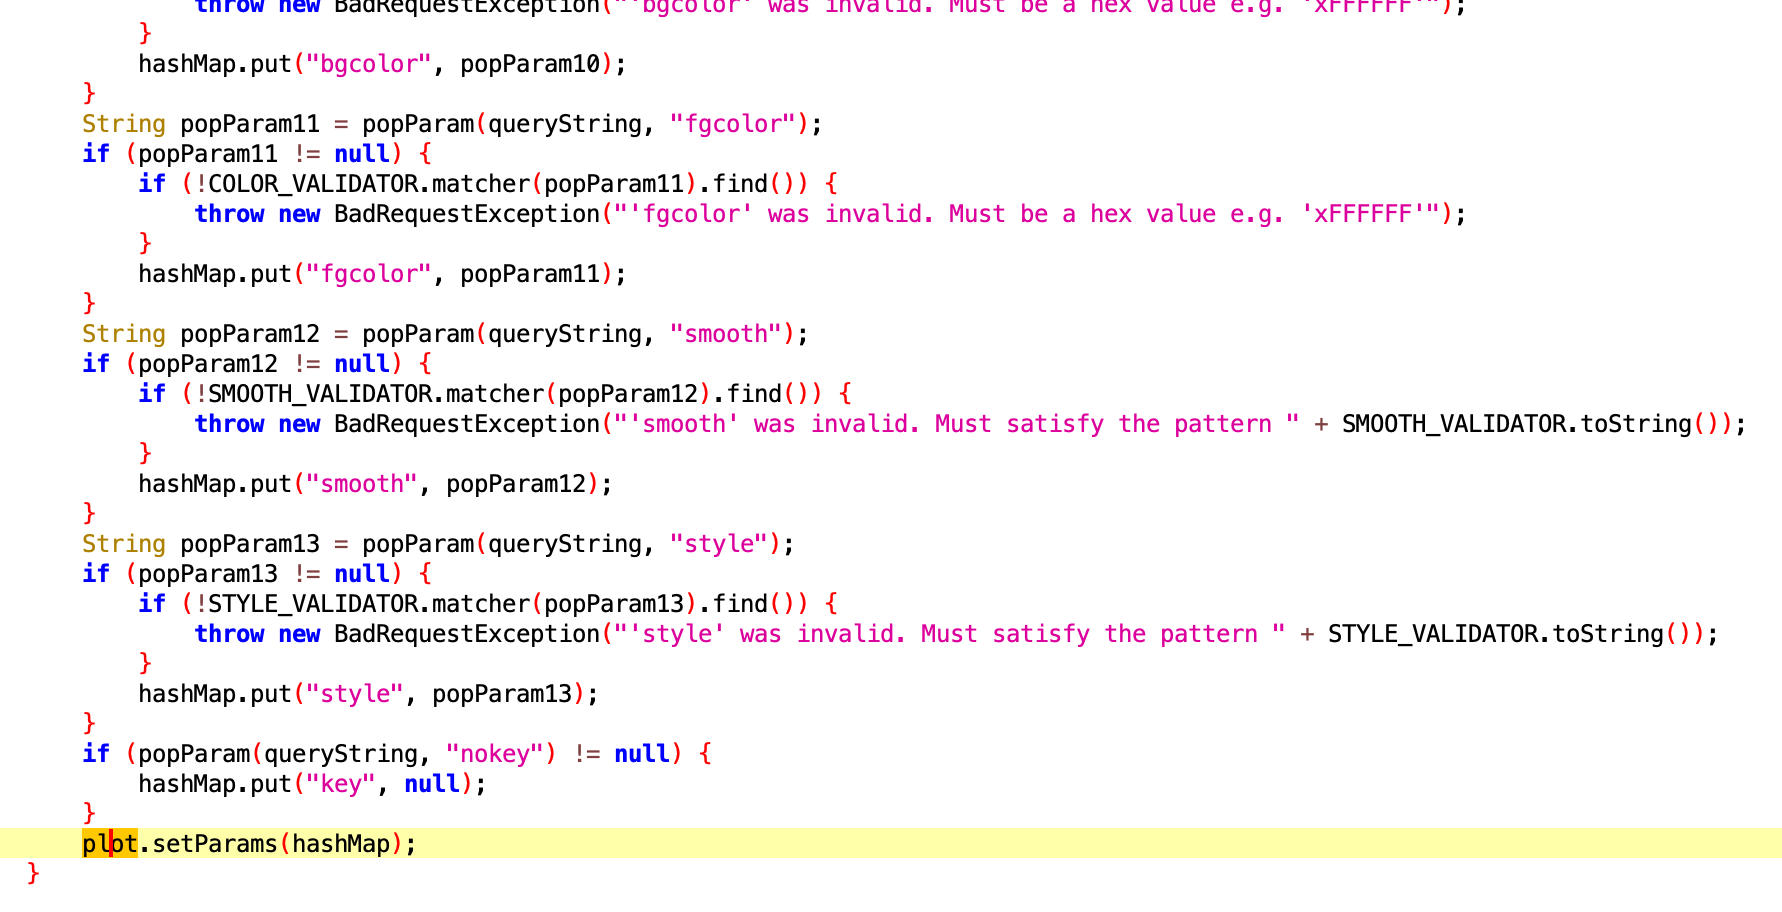 throw new BadRequestException("'bgcolor' was invalid. Must be a hex value e.g. 'xFFFFFF'");
}
hashMap.put("bgcolor", popParam10);
}
String popParam11 = popParam(queryString, "fgcolor");
if (popParam11 != null) {
if (!COLOR_VALIDATOR.matcher(popParam11).find()) {
throw new BadRequestException("'fgcolor' was invalid. Must be a hex value e.g. 'xFFFFFF'");
}
hashMap.put("fgcolor", popParam11);
}
String popParam12 = popParam(queryString, "smooth");
if (popParam12 != null) {
if (!SMOOTH_VALIDATOR.matcher(popParam12).find()) {
throw new BadRequestException("'smooth' was invalid. Must satisfy the pattern " + SMOOTH_VALIDATOR.toString());
}
hashMap.put("smooth", popParam12);
}
String popParam13 = popParam(queryString, "style");
if (popParam13 != null) {
if (!STYLE_VALIDATOR.matcher(popParam13).find()) {
throw new BadRequestException("'style' was invalid. Must satisfy the pattern " + STYLE_VALIDATOR.toString());
}
hashMap.put("style", popParam13);
}
if (popParam(queryString, "nokey") != null) {
hashMap.put("key", null);
}
plot.setParams(hashMap);
}